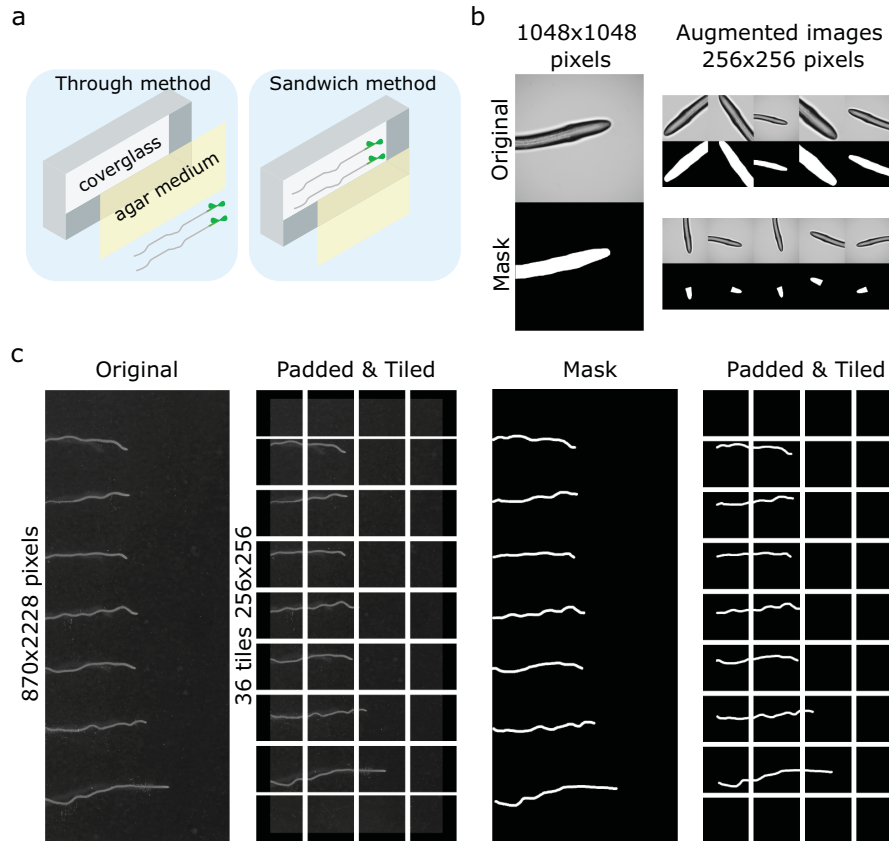 a
Through method
coverglass
agar medium
Sandwich method
b
1048x1048
pixels
Augmented images
256x256 pixels
Original
Mask
c
Original
Padded & Tiled
Mask
Padded & Tiled
870x2228 pixels
36 tiles 256x256